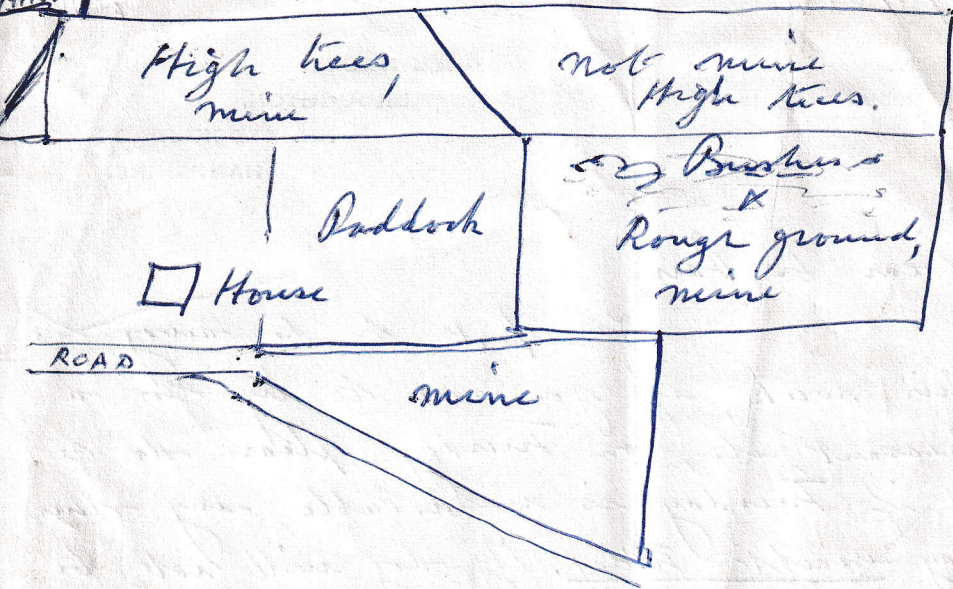 High trees,
mine
not mine
High trees.
Bushes
x
Rough ground,
mine
Paddock
House
ROAD
mine